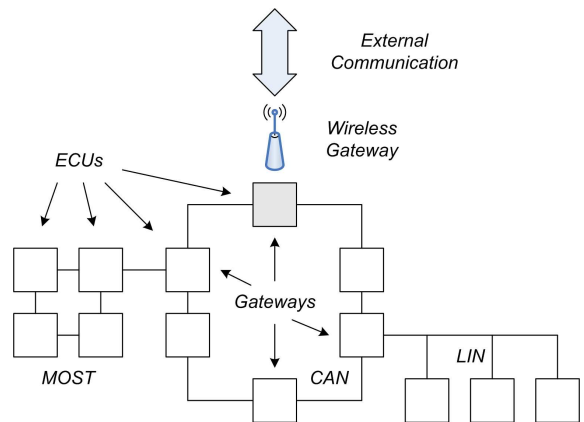 External
Communication
Wireless
Gateway
ECUs
Gateways
MOST
CAN
LIN